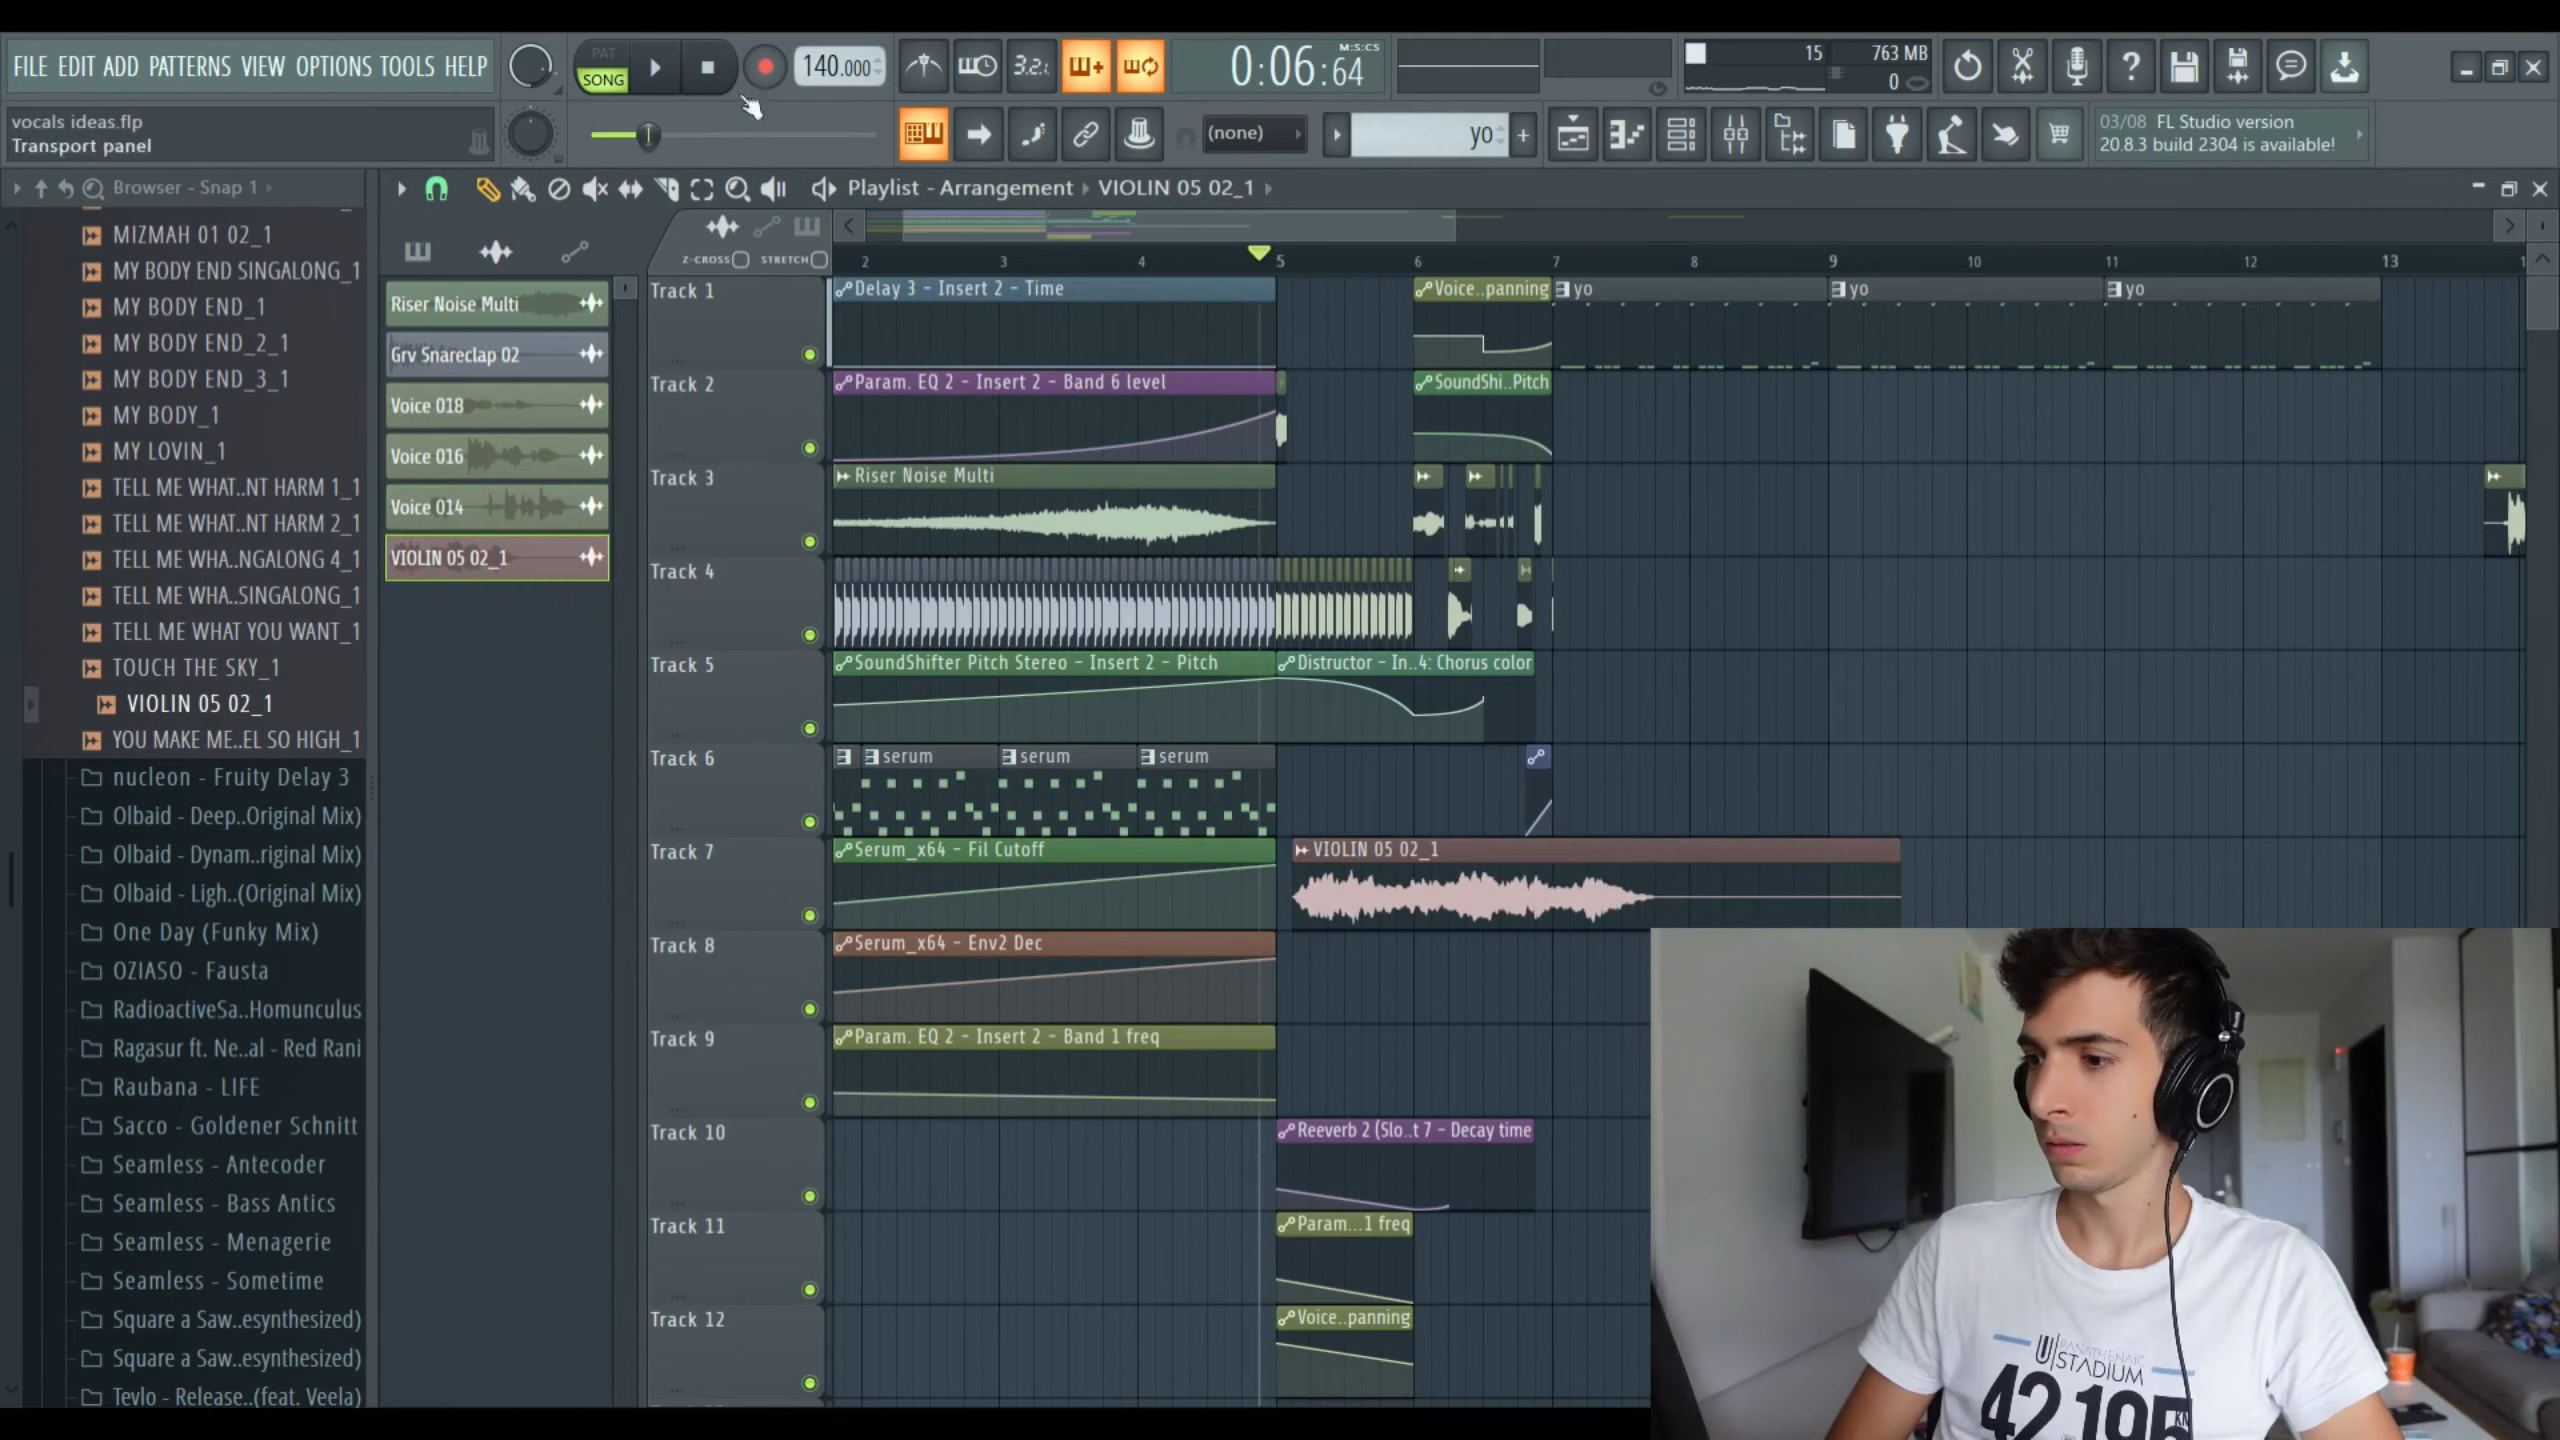 FILE EDIT ADD PATTERNS VIEW OPTIONS TOOLS HELP
PAT
SONG
140.000
3.2.
0:06:64
M:S:CS
15
763 MB
0
vocals ideas.flp
Transport panel
(none)
yo
03/08 FL Studio version
20.8.3 build 2304 is available!
Browser - Snap 1
Playlist - Arrangement
VIOLIN 05 02_1
MIZMAH 01 02_1
MY BODY END SINGALONG_1
MY BODY END_1
MY BODY END_2_1
MY BODY END_3_1
MY BODY_1
MY LOVIN_1
TELL ME WHAT..NT HARM 1_1
TELL ME WHAT..NT HARM 2_1
TELL ME WHA..NGALONG 4_1
TELL ME WHA..SINGALONG_1
TELL ME WHAT YOU WANT_1
TOUCH THE SKY_1
VIOLIN 05 02_1
YOU MAKE ME..EL SO HIGH_1
nucleon - Fruity Delay 3
Olbaid - Deep..Original Mix)
Olbaid - Dynam..riginal Mix)
Olbaid - Ligh..(Original Mix)
One Day (Funky Mix)
OZIASO - Fausta
RadioactiveSa..Homunculus
Ragasur ft. Ne..al - Red Rani
Raubana - LIFE
Sacco - Goldener Schnitt
Seamless - Antecoder
Seamless - Bass Antics
Seamless - Menagerie
Seamless - Sometime
Square a Saw..esynthesized)
Square a Saw..esynthesized)
Tevlo - Release..(feat. Veela)
Riser Noise Multi
Grv Snareclap 02
Voice 018
Voice 016
Voice 014
VIOLIN 05 02_1
Z-CROSS
STRETCH
2 3 4 5 6 7 8 9 10 11 12 13
Track 1
Delay 3 - Insert 2 - Time
Voice..panning
yo
yo
yo
Track 2
Param. EQ 2 - Insert 2 - Band 6 level
SoundShi..Pitch
Track 3
Riser Noise Multi
Track 4
Track 5
SoundShifter Pitch Stereo - Insert 2 - Pitch
Distructor - In..4: Chorus color
Track 6
serum
serum
serum
Track 7
Serum_x64 - Fil Cutoff
VIOLIN 05 02_1
Track 8
Serum_x64 - Env2 Dec
Track 9
Param. EQ 2 - Insert 2 - Band 1 freq
Track 10
Reeverb 2 (Slo..t 7 - Decay time
Track 11
Param...1 freq
Track 12
Voice..panning
PANATHENAIC
STADIUM
42 195